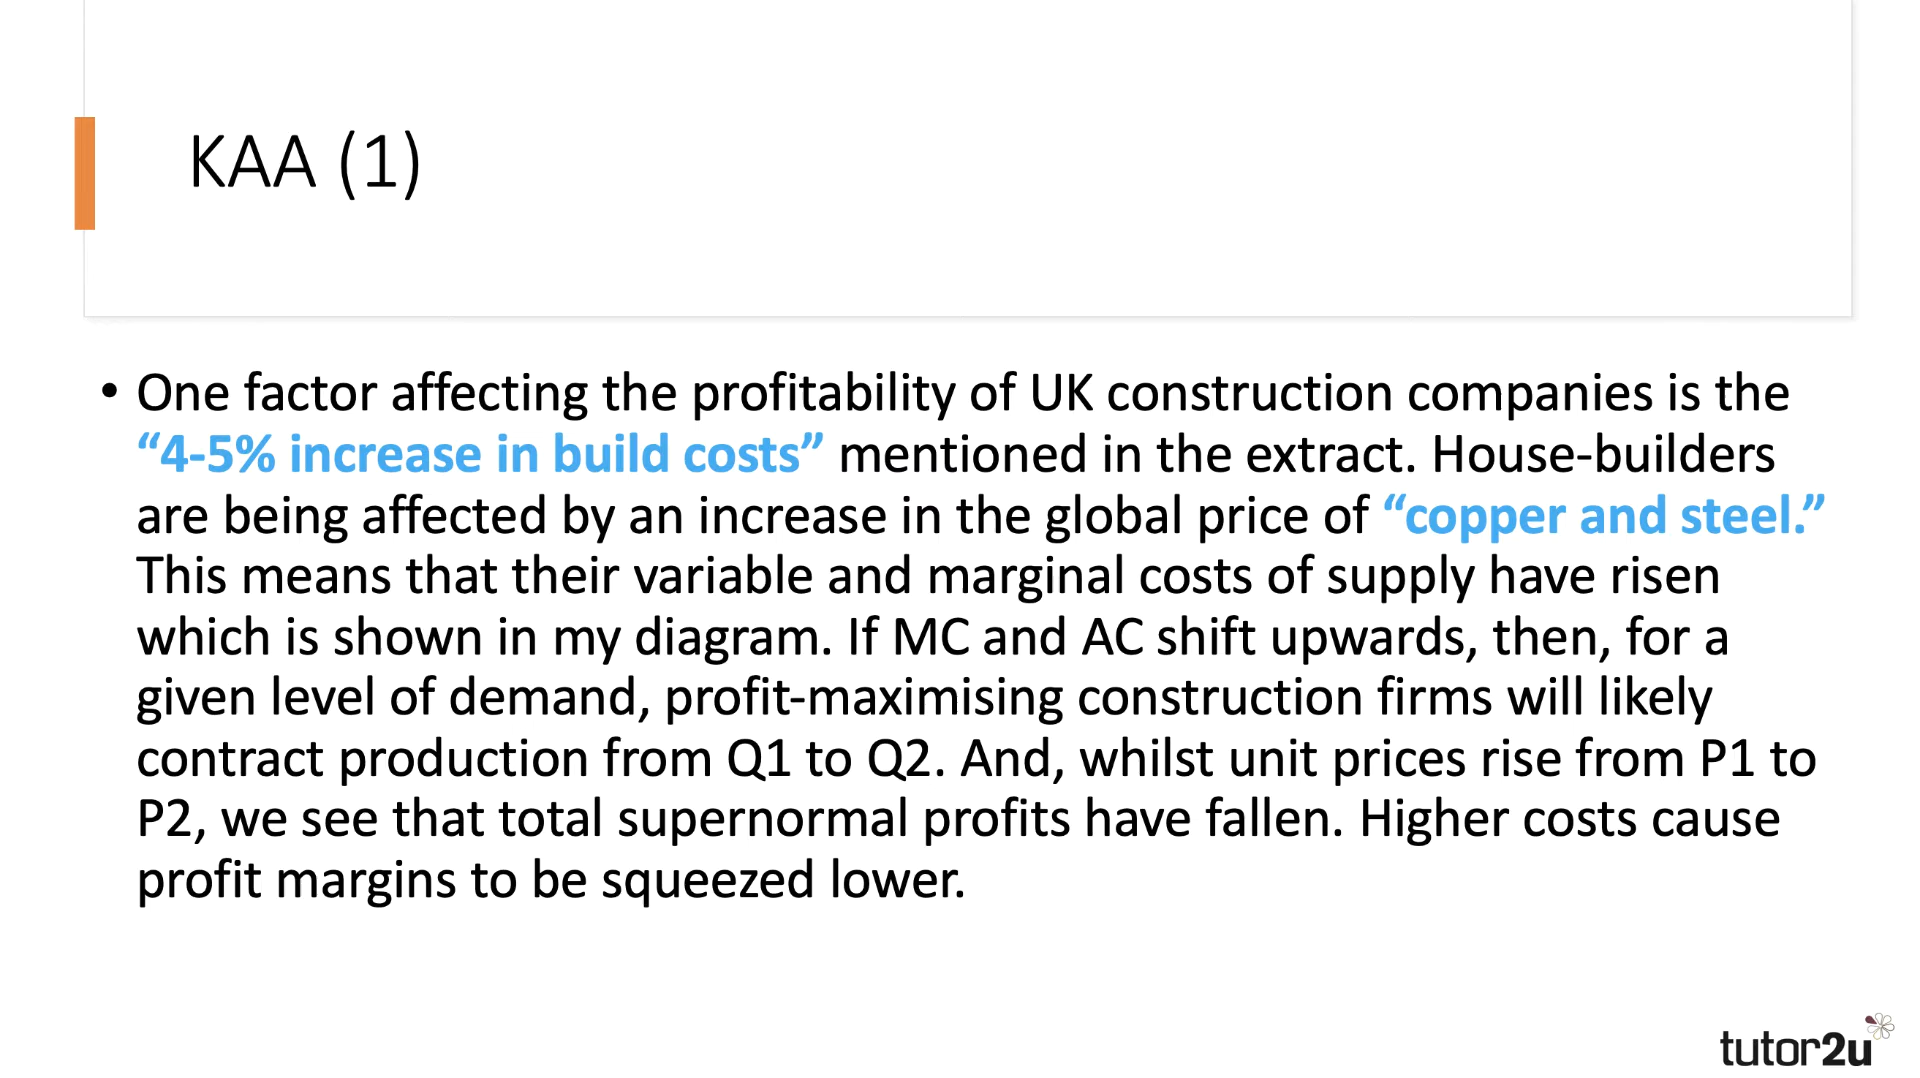 KAA (1)
• One factor affecting the profitability of UK construction companies is the
“4-5% increase in build costs” mentioned in the extract. House-builders
are being affected by an increase in the global price of “copper and steel.”
This means that their variable and marginal costs of supply have risen
which is shown in my diagram. If MC and AC shift upwards, then, for a
given level of demand, profit-maximising construction firms will likely
contract production from Q1 to Q2. And, whilst unit prices rise from P1 to
P2, we see that total supernormal profits have fallen. Higher costs cause
profit margins to be squeezed lower.
tutor2u